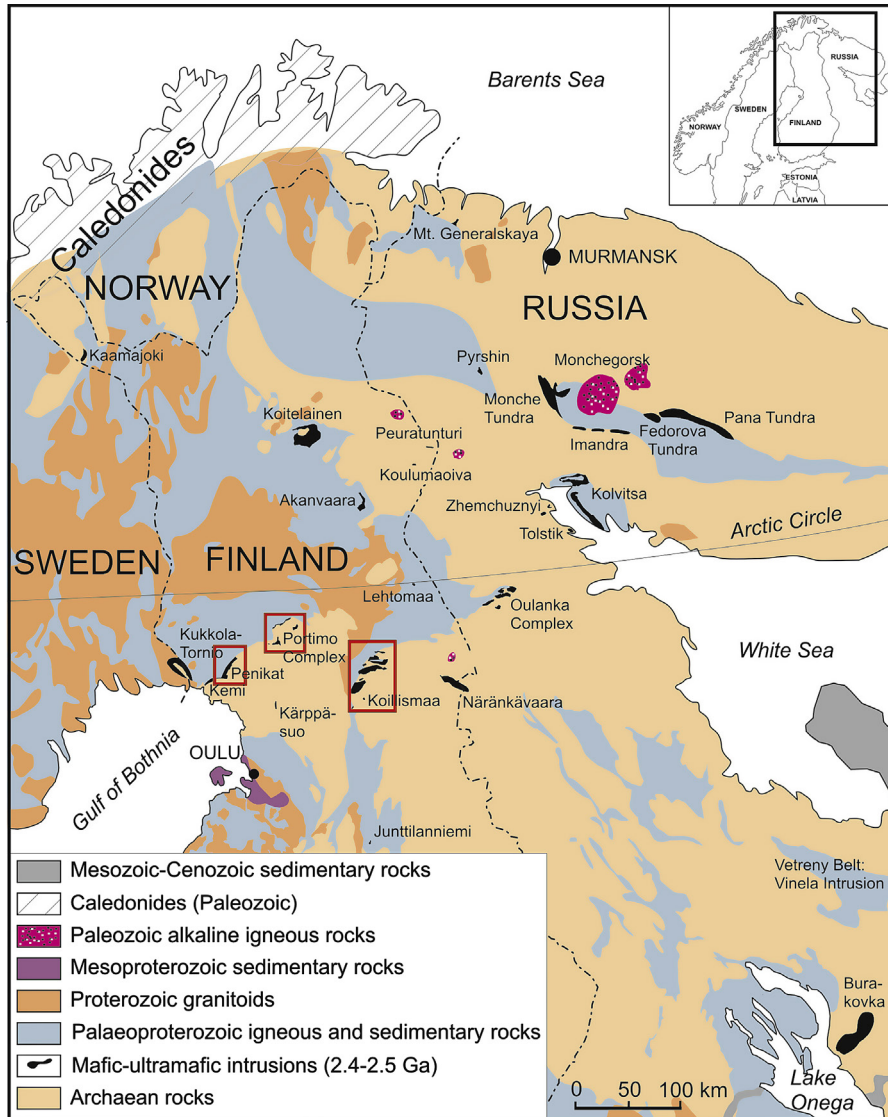 RUSSIA
SWEDEN
FINLAND
NORWAY
ESTONIA
LATVIA
Barents Sea
Caledonides
Mt. Generalskaya
MURMANSK
NORWAY
RUSSIA
Kaamajoki
Pyrshin
Monchegorsk
Monche
Tundra
Koitelainen
Peuratunturi
Pana Tundra
Imandra
Fedorova
Tundra
Koulumaoiva
Akanvaara
Zhemchuznyi
Kolvitsa
Tolstik
Arctic Circle
SWEDEN
FINLAND
Lehtomaa
Oulanka
Complex
Kukkola-
Tornio
Portimo
Complex
Penikat
Kemi
White Sea
Koillismaa
Näränkävaara
Kärppä-
suo
OULU
Gulf of Bothnia
Junttilanniemi
Vetreny Belt:
Vinela Intrusion
Bura-
kovka
Lake
Onega
Mesozoic-Cenozoic sedimentary rocks
Caledonides (Paleozoic)
Paleozoic alkaline igneous rocks
Mesoproterozoic sedimentary rocks
Proterozoic granitoids
Palaeoproterozoic igneous and sedimentary rocks
Mafic-ultramafic intrusions (2.4-2.5 Ga)
Archaean rocks
0 50 100 km